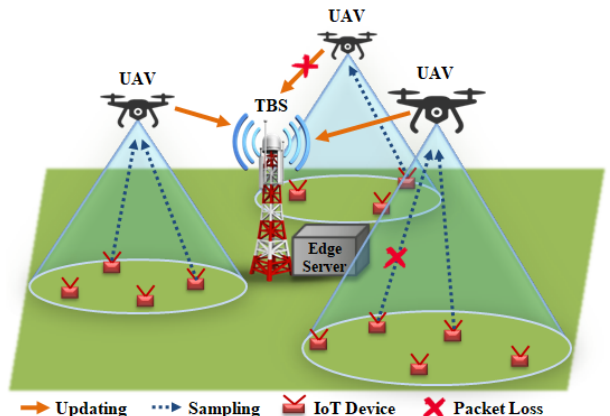 UAV
UAV
UAV
TBS
Edge
Server
Updating
Sampling
IoT Device
Packet Loss